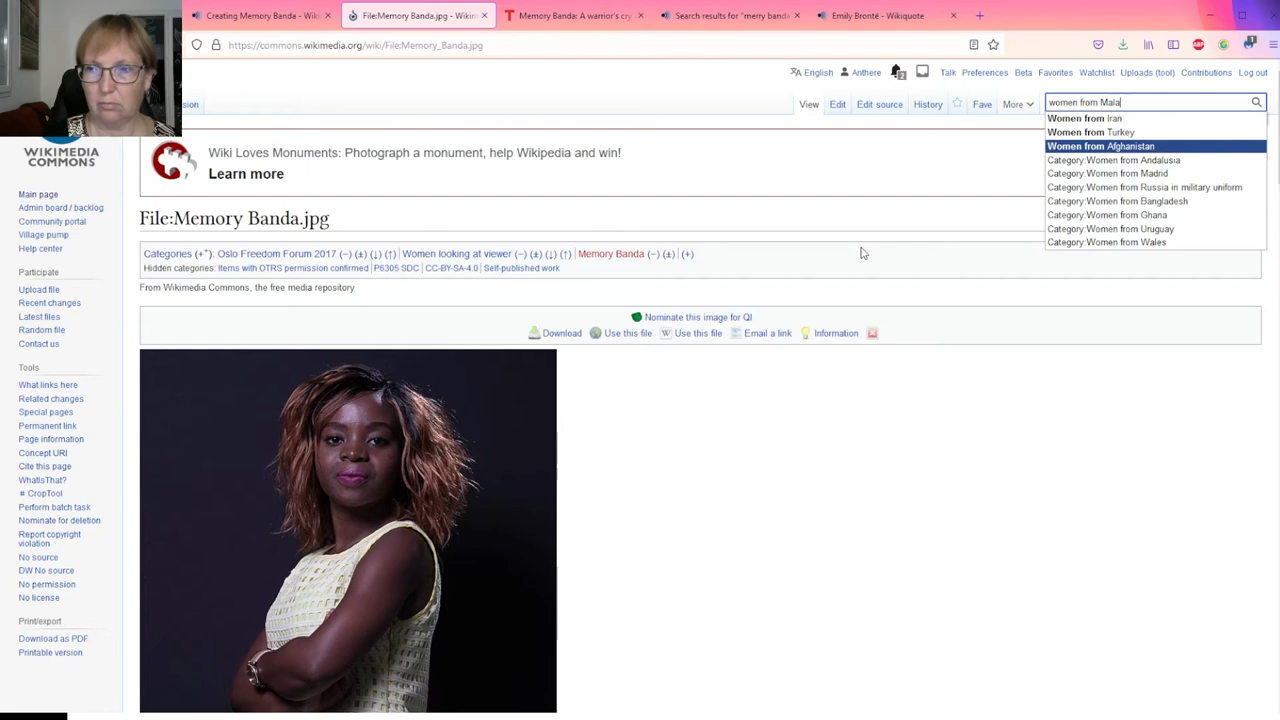 Creating Memory Banda - Wiki
File:Memory Banda.jpg - Wikim
Memory Banda: A warrior's cry
Search results for "merry banda
Emily Brontë - Wikiquote
https://commons.wikimedia.org/wiki/File:Memory_Banda.jpg
English
Anthere
2
Talk
Preferences
Beta
Favorites
Watchlist
Uploads (tool)
Contributions
Log out
View
Edit
Edit source
History
Fave
More
women from Mala
Women from Iran
Women from Turkey
Women from Afghanistan
Category:Women from Andalusia
Category:Women from Madrid
Category:Women from Russia in military uniform
Category:Women from Bangladesh
Category:Women from Ghana
Category:Women from Uruguay
Category:Women from Wales
WIKIMEDIA
COMMONS
Main page
Admin board / backlog
Community portal
Village pump
Help center
Participate
Upload file
Recent changes
Latest files
Random file
Contact us
Tools
What links here
Related changes
Special pages
Permanent link
Page information
Concept URI
Cite this page
WhatsThat?
# CropTool
Perform batch task
Nominate for deletion
Report copyright
violation
No source
DW No source
No permission
No license
Print/export
Download as PDF
Printable version
Wiki Loves Monuments: Photograph a monument, help Wikipedia and win!
Learn more
File:Memory Banda.jpg
Categories (+⁺): Oslo Freedom Forum 2017 (−) (±) (↓) (↑) | Women looking at viewer (−) (±) (↓) (↑) | Memory Banda (−) (±) | (+)
Hidden categories: Items with OTRS permission confirmed | P6305 SDC | CC-BY-SA-4.0 | Self-published work
From Wikimedia Commons, the free media repository
Nominate this image for QI
Download
Use this file
Use this file
Email a link
Information